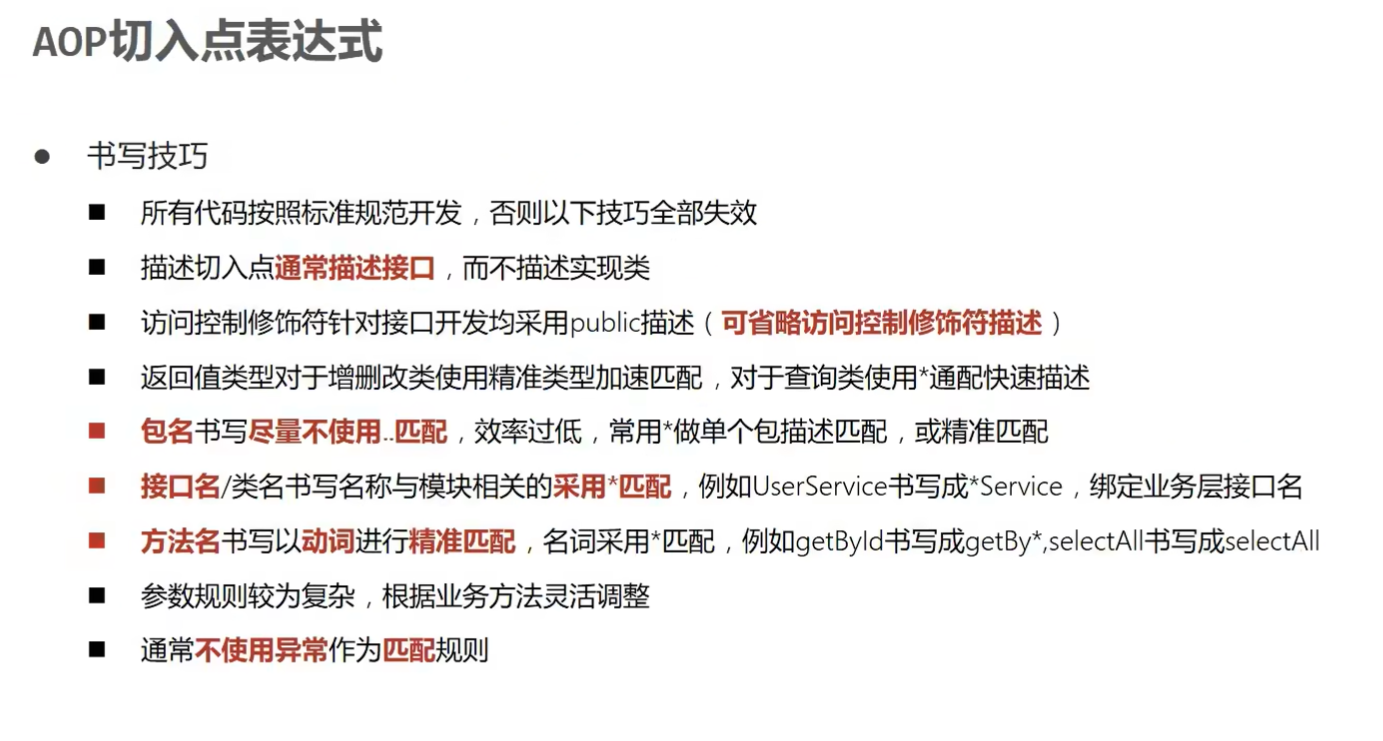 AOP切入点表达式
书写技巧
所有代码按照标准规范开发，否则以下技巧全部失效
描述切入点通常描述接口，而不描述实现类
访问控制修饰符针对接口开发均采用public描述（可省略访问控制修饰符描述）
返回值类型对于增删改类使用精准类型加速匹配，对于查询类使用*通配快速描述
包名书写尽量不使用..匹配，效率过低，常用*做单个包描述匹配，或精准匹配
接口名/类名书写名称与模块相关的采用*匹配，例如UserService书写成*Service，绑定业务层接口名
方法名书写以动词进行精准匹配，名词采用*匹配，例如getById书写成getBy*,selectAll书写成selectAll
参数规则较为复杂，根据业务方法灵活调整
通常不使用异常作为匹配规则